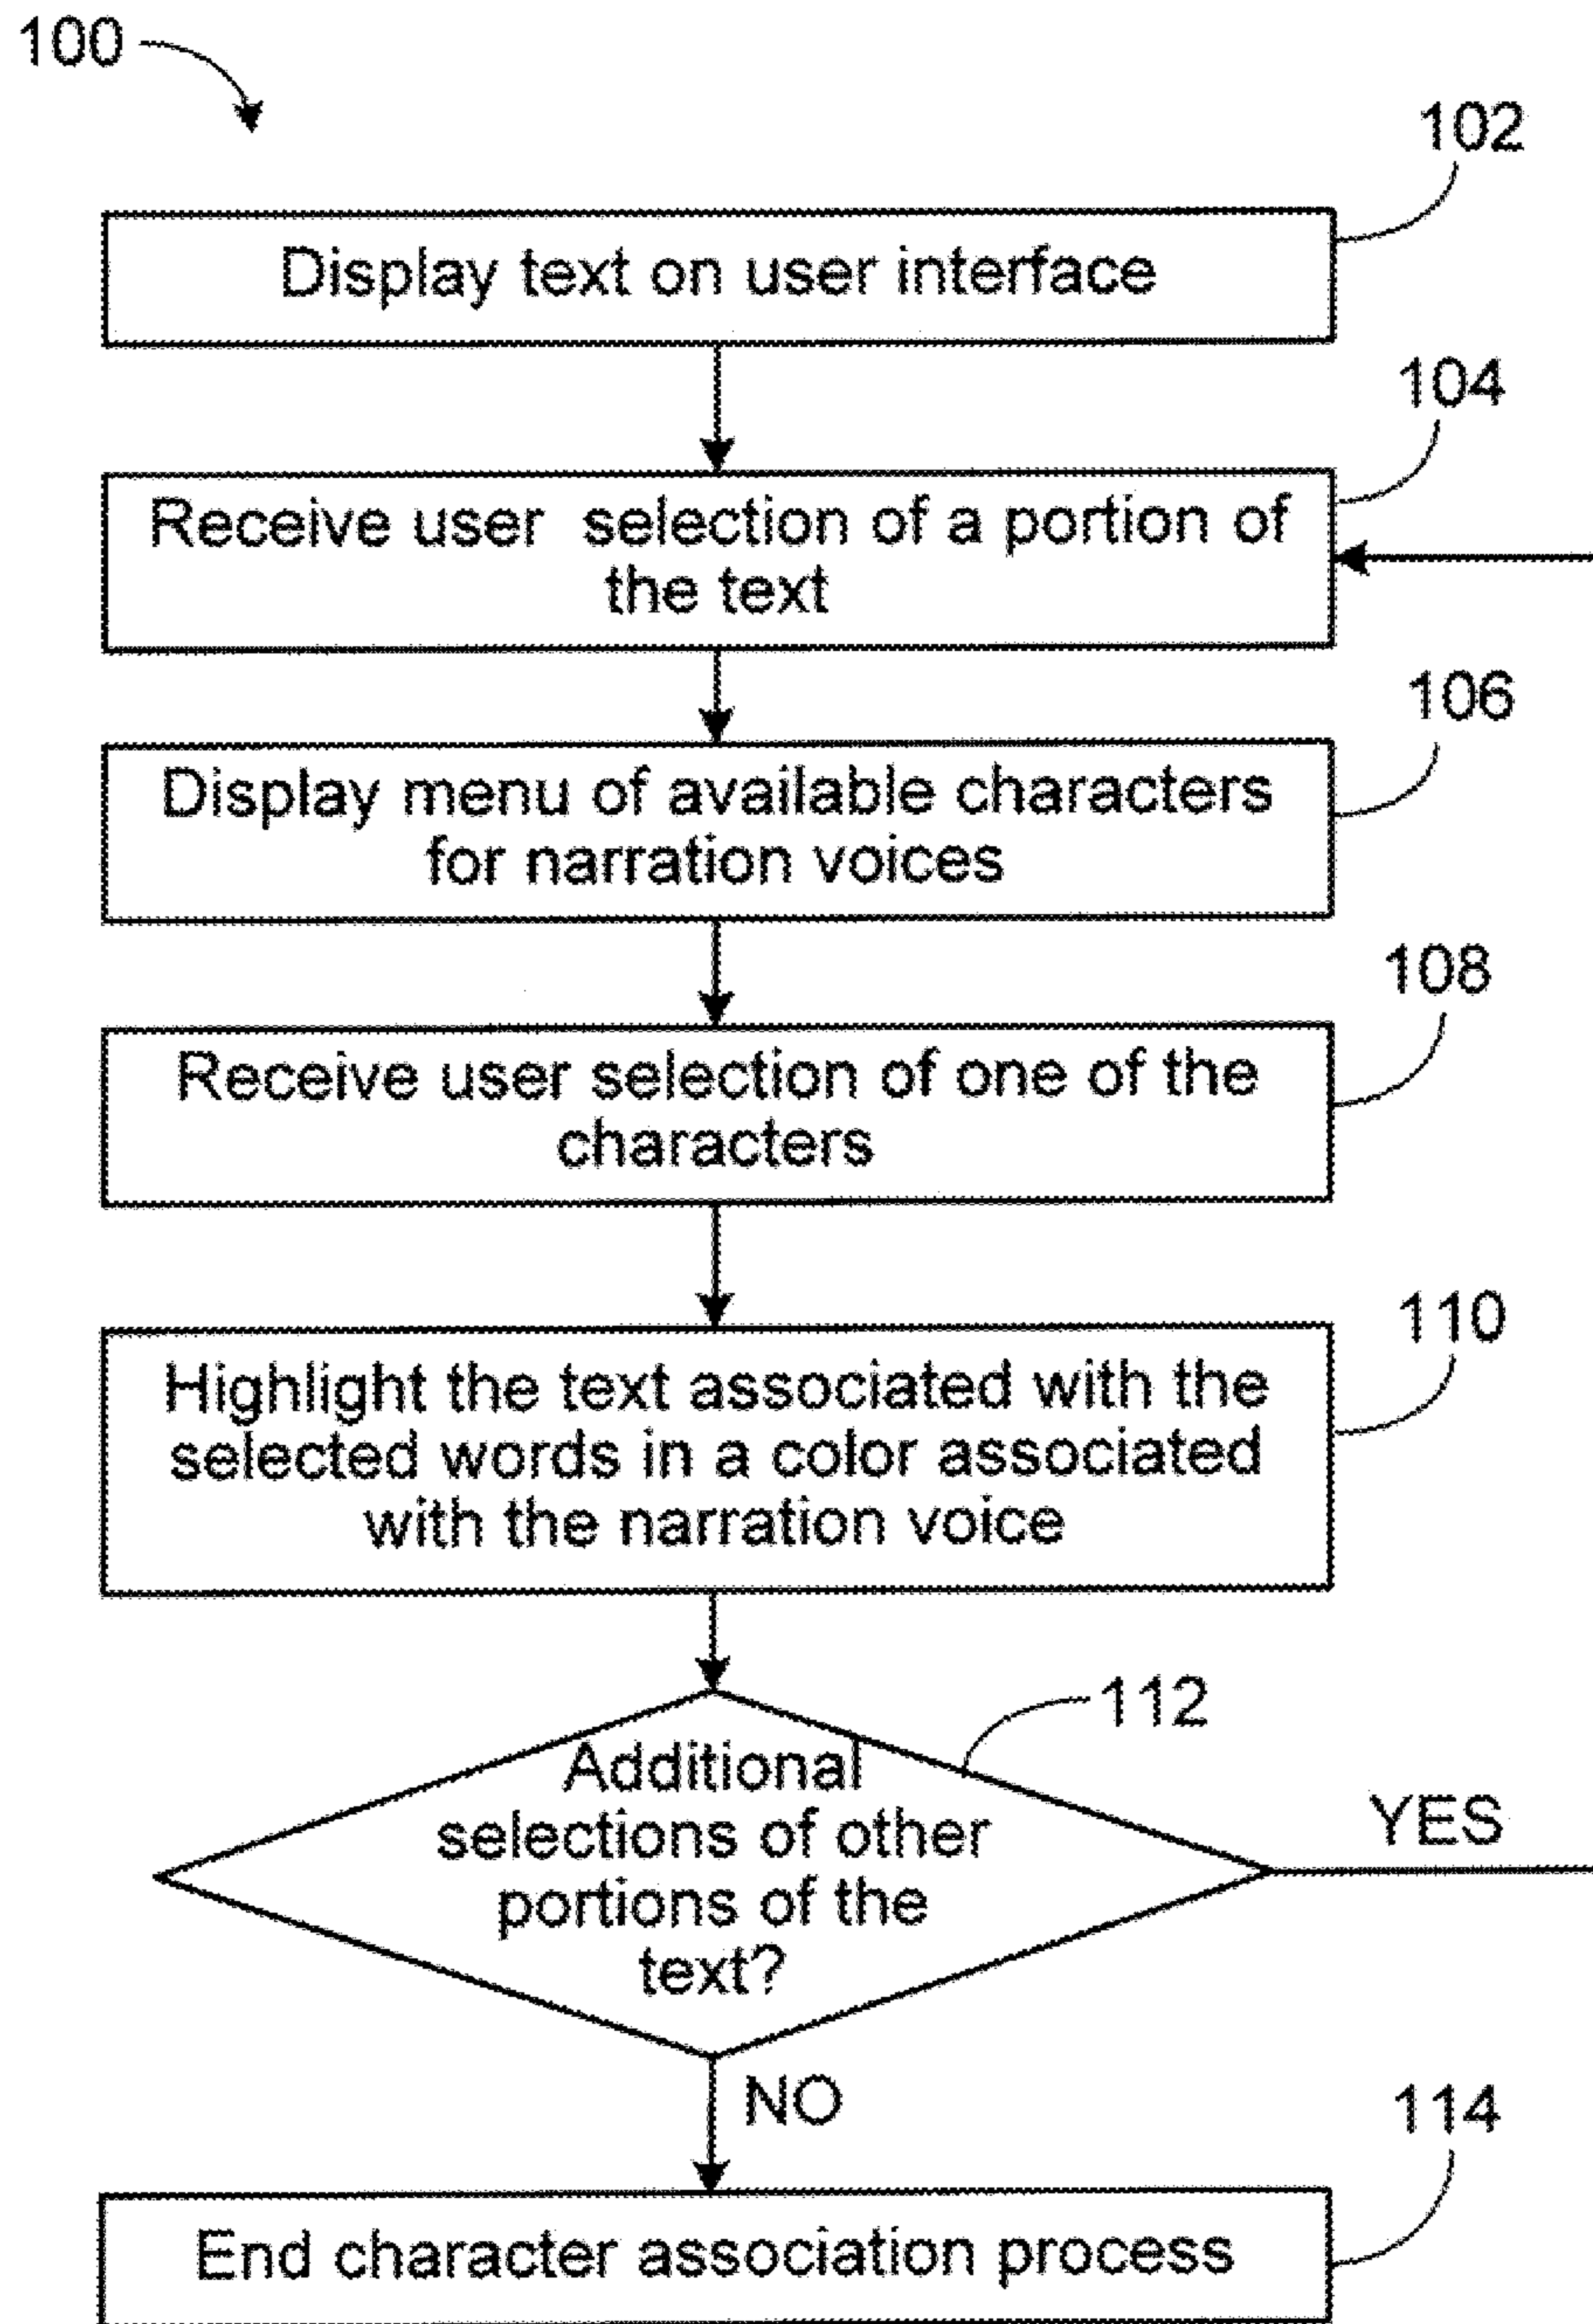 100
102
Display text on user interface
104
Receive user selection of a portion of
the text
106
Display menu of available characters
for narration voices
108
Receive user selection of one of the
characters
110
Highlight the text associated with the
selected words in a color associated
with the narration voice
112
Additional
selections of other
portions of the
text?
YES
NO
114
End character association process